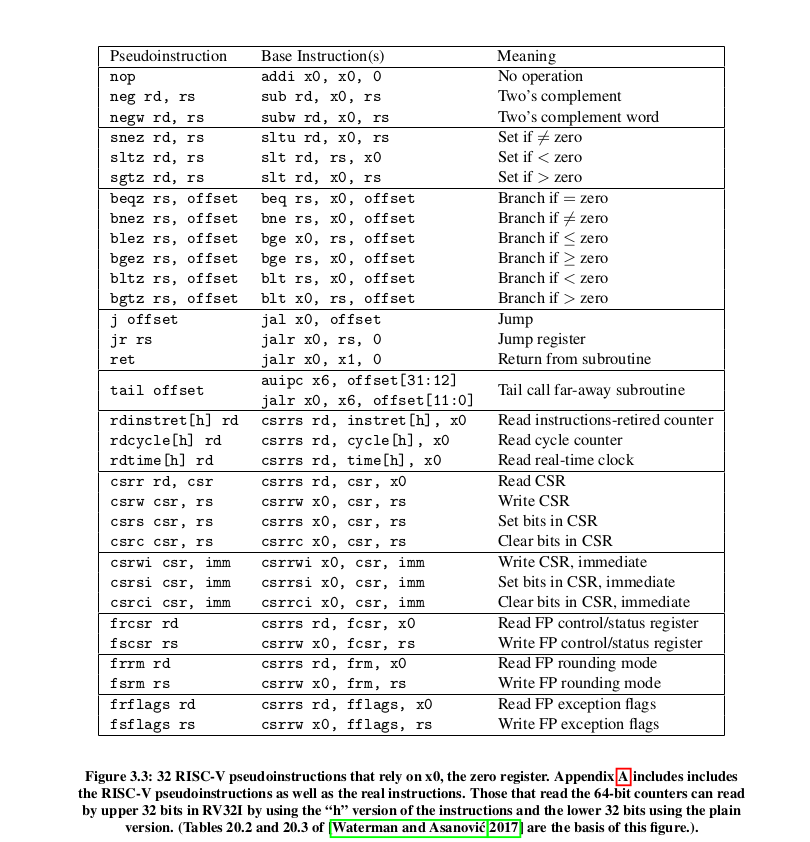 Pseudoinstruction Base Instruction(s) Meaning
nop addi x0, x0, 0 No operation
neg rd, rs sub rd, x0, rs Two's complement
negw rd, rs subw rd, x0, rs Two's complement word
snez rd, rs sltu rd, x0, rs Set if ≠ zero
sltz rd, rs slt rd, rs, x0 Set if < zero
sgtz rd, rs slt rd, x0, rs Set if > zero
beqz rs, offset beq rs, x0, offset Branch if = zero
bnez rs, offset bne rs, x0, offset Branch if ≠ zero
blez rs, offset bge x0, rs, offset Branch if ≤ zero
bgez rs, offset bge rs, x0, offset Branch if ≥ zero
bltz rs, offset blt rs, x0, offset Branch if < zero
bgtz rs, offset blt x0, rs, offset Branch if > zero
j offset jal x0, offset Jump
jr rs jalr x0, rs, 0 Jump register
ret jalr x0, x1, 0 Return from subroutine
tail offset auipc x6, offset[31:12] Tail call far-away subroutine
jalr x0, x6, offset[11:0]
rdinstret[h] rd csrrs rd, instret[h], x0 Read instructions-retired counter
rdcycle[h] rd csrrs rd, cycle[h], x0 Read cycle counter
rdtime[h] rd csrrs rd, time[h], x0 Read real-time clock
csrr rd, csr csrrs rd, csr, x0 Read CSR
csrw csr, rs csrrw x0, csr, rs Write CSR
csrs csr, rs csrrs x0, csr, rs Set bits in CSR
csrc csr, rs csrrc x0, csr, rs Clear bits in CSR
csrwi csr, imm csrrwi x0, csr, imm Write CSR, immediate
csrsi csr, imm csrrsi x0, csr, imm Set bits in CSR, immediate
csrci csr, imm csrrci x0, csr, imm Clear bits in CSR, immediate
frcsr rd csrrs rd, fcsr, x0 Read FP control/status register
fscsr rs csrrw x0, fcsr, rs Write FP control/status register
frrm rd csrrs rd, frm, x0 Read FP rounding mode
fsrm rs csrrw x0, frm, rs Write FP rounding mode
frflags rd csrrs rd, fflags, x0 Read FP exception flags
fsflags rs csrrw x0, fflags, rs Write FP exception flags
Figure 3.3: 32 RISC-V pseudoinstructions that rely on x0, the zero register. Appendix A includes includes
the RISC-V pseudoinstructions as well as the real instructions. Those that read the 64-bit counters can read
by upper 32 bits in RV32I by using the “h” version of the instructions and the lower 32 bits using the plain
version. (Tables 20.2 and 20.3 of [Waterman and Asanović 2017] are the basis of this figure.).